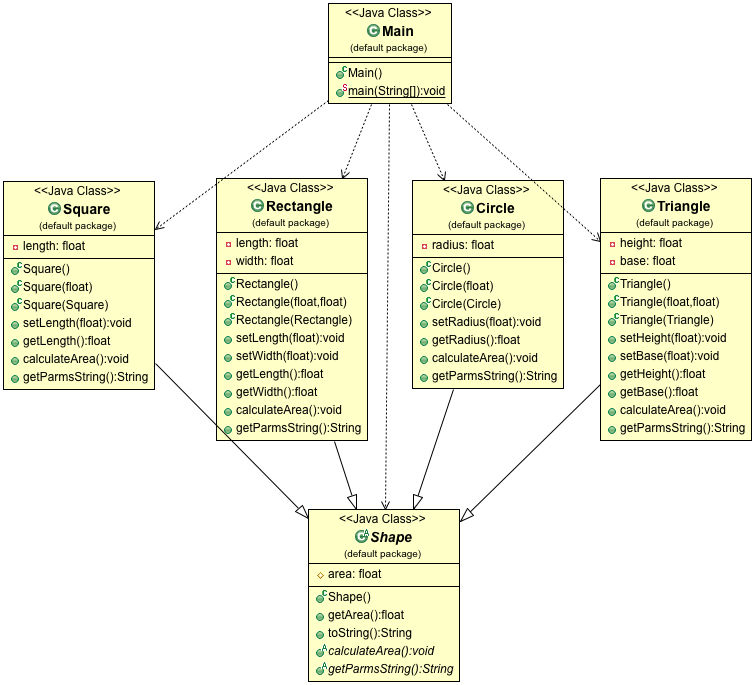 <<Java Class>>
Main
(default package)
Main()
main(String[]):void
<<Java Class>>
Square
(default package)
length: float
Square()
Square(float)
Square(Square)
setLength(float):void
getLength():float
calculateArea():void
getParmsString():String
<<Java Class>>
Rectangle
(default package)
length: float
width: float
Rectangle()
Rectangle(float,float)
Rectangle(Rectangle)
setLength(float):void
setWidth(float):void
getLength():float
getWidth():float
calculateArea():void
getParmsString():String
<<Java Class>>
Circle
(default package)
radius: float
Circle()
Circle(float)
Circle(Circle)
setRadius(float):void
getRadius():float
calculateArea():void
getParmsString():String
<<Java Class>>
Triangle
(default package)
height: float
base: float
Triangle()
Triangle(float,float)
Triangle(Triangle)
setHeight(float):void
setBase(float):void
getHeight():float
getBase():float
calculateArea():void
getParmsString():String
<<Java Class>>
Shape
(default package)
area: float
Shape()
getArea():float
toString():String
calculateArea():void
getParmsString():String